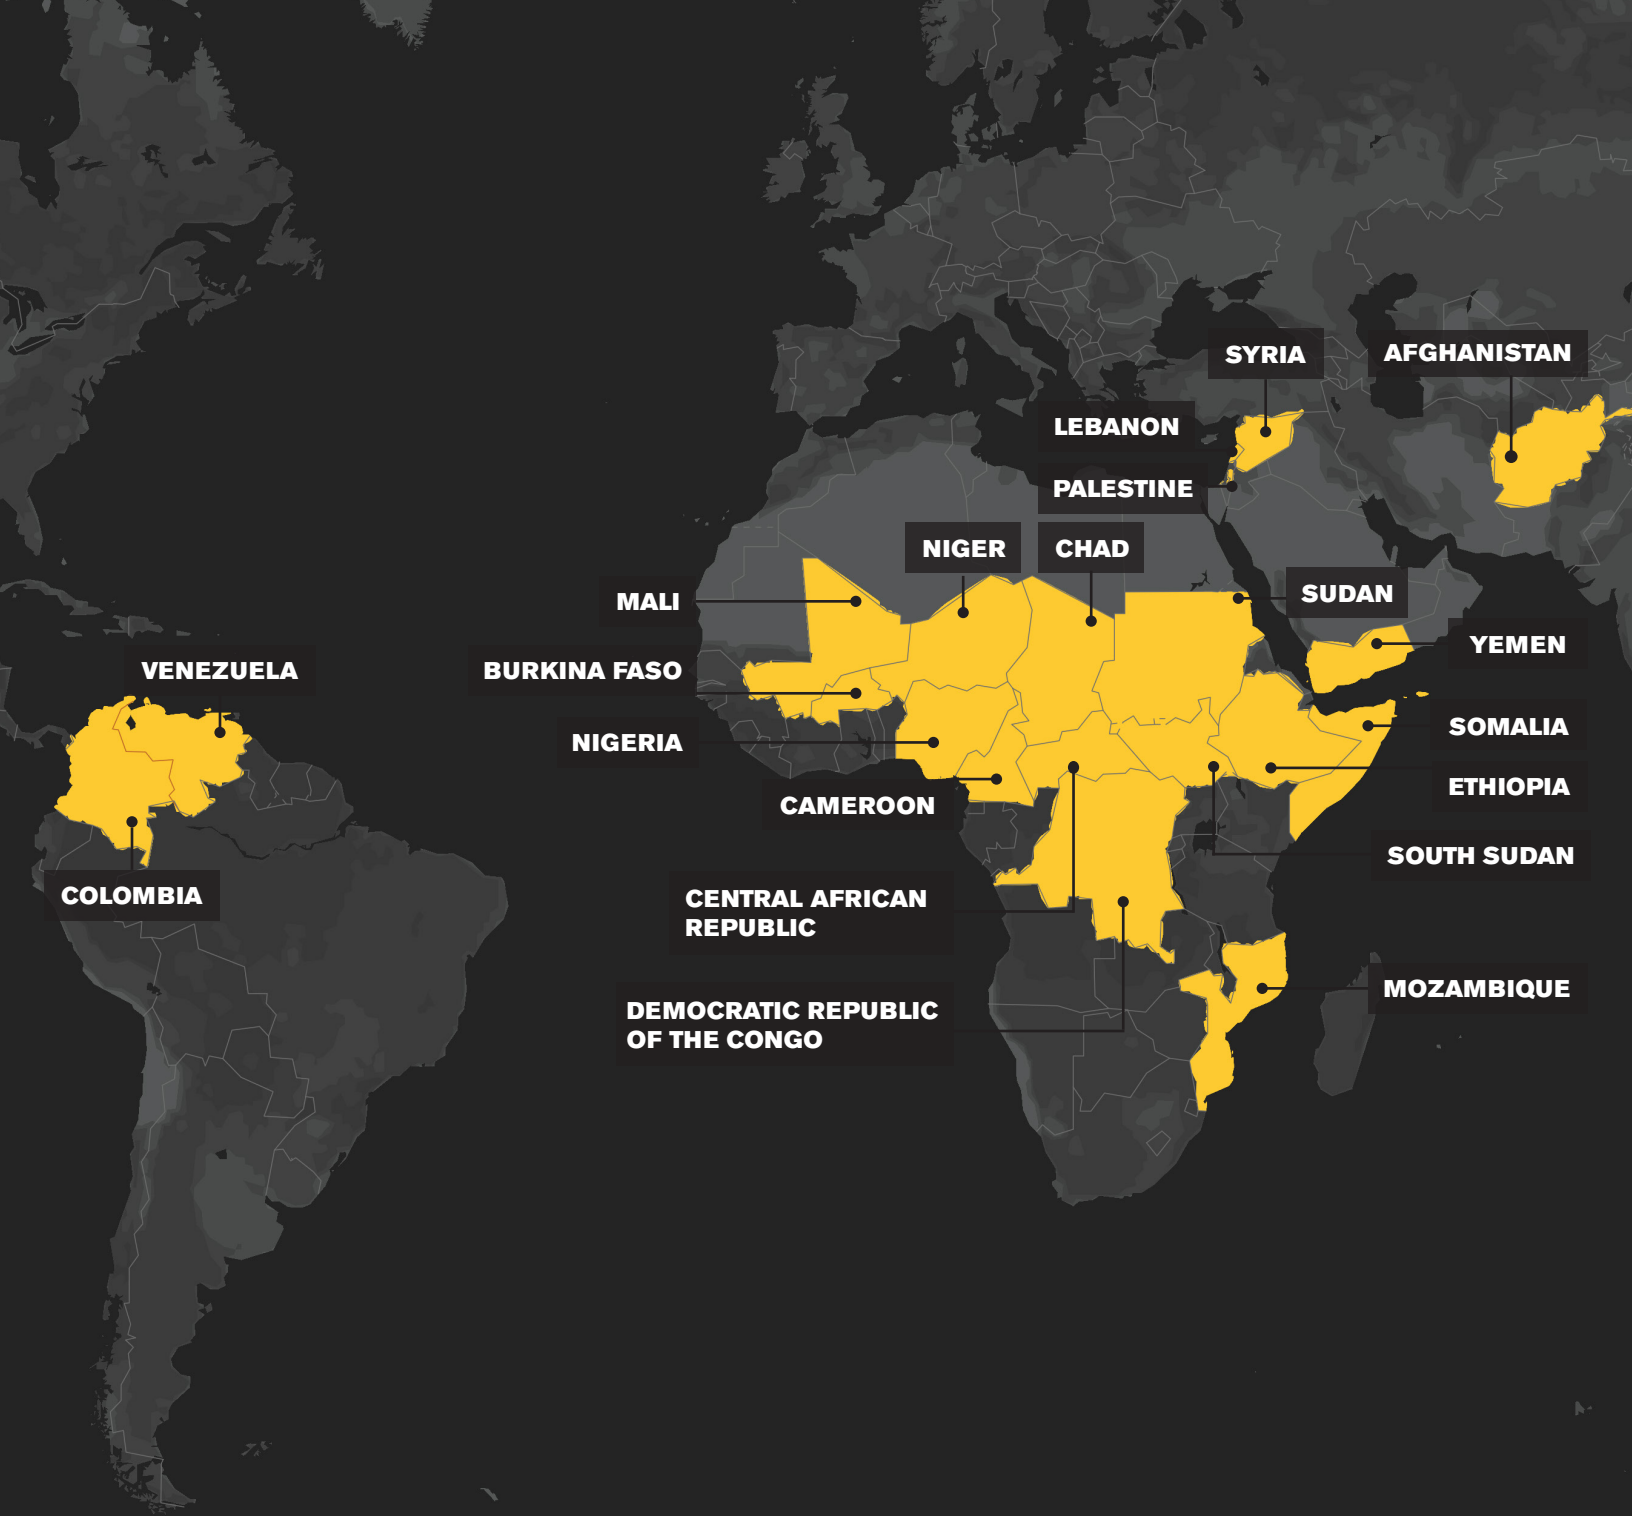 SYRIA
AFGHANISTAN
LEBANON
PALESTINE
NIGER
CHAD
MALI
SUDAN
YEMEN
VENEZUELA
BURKINA FASO
SOMALIA
NIGERIA
ETHIOPIA
CAMEROON
SOUTH SUDAN
COLOMBIA
CENTRAL AFRICAN
REPUBLIC
MOZAMBIQUE
DEMOCRATIC REPUBLIC
OF THE CONGO